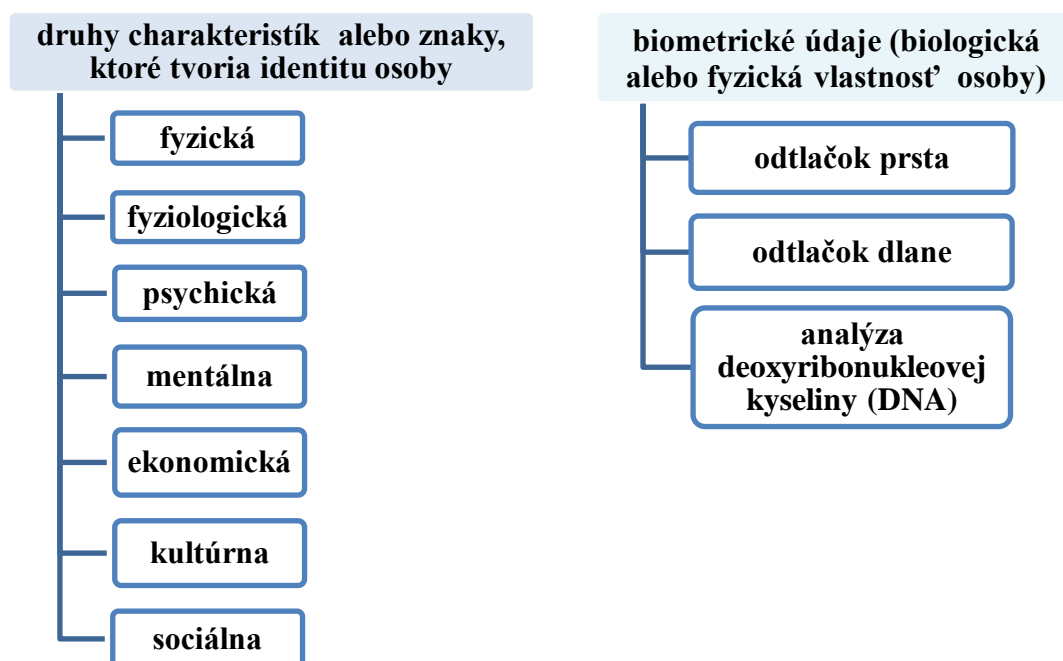 druhy charakteristík alebo znaky,
ktoré tvoria identitu osoby
fyzická
fyziologická
psychická
mentálna
ekonomická
kultúrna
sociálna
biometrické údaje (biologická
alebo fyzická vlastnosť osoby)
odtlačok prsta
odtlačok dlane
analýza
deoxyribonukleovej
kyseliny (DNA)